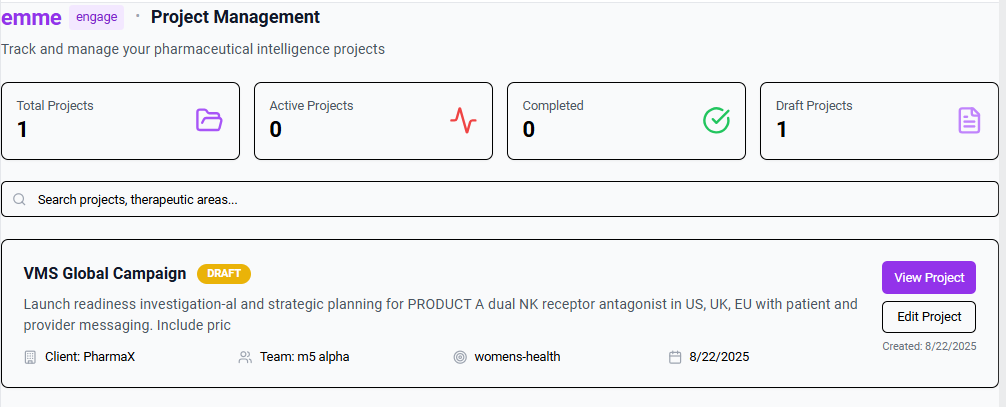 emme engage · Project Management
Track and manage your pharmaceutical intelligence projects
Total Projects
1
Active Projects
0
Completed
0
Draft Projects
1
Search projects, therapeutic areas...
VMS Global Campaign DRAFT
Launch readiness investigation-al and strategic planning for PRODUCT A dual NK receptor antagonist in US, UK, EU with patient and
provider messaging. Include pric
Client: PharmaX
Team: m5 alpha
womens-health
8/22/2025
View Project
Edit Project
Created: 8/22/2025